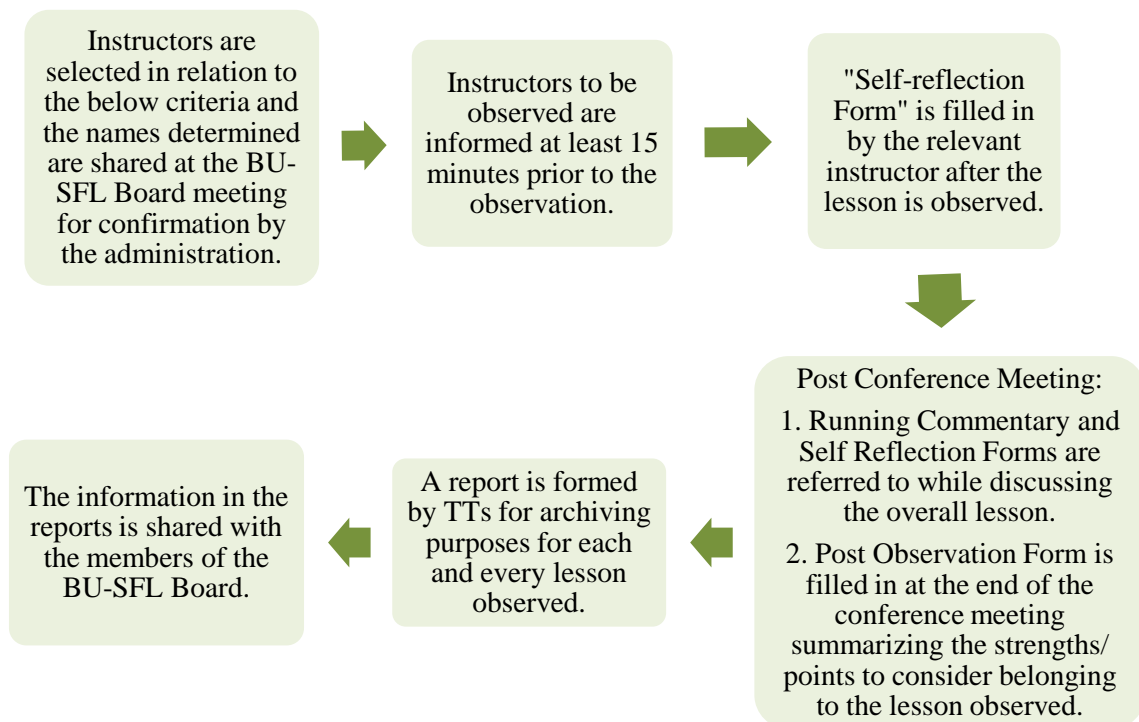 Instructors are
selected in relation to
the below criteria and
the names determined
are shared at the BU-
SFL Board meeting
for confirmation by
the administration.
Instructors to be
observed are
informed at least 15
minutes prior to the
observation.
"Self-reflection
Form" is filled in
by the relevant
instructor after the
lesson is observed.
Post Conference Meeting:
1. Running Commentary and
Self Reflection Forms are
referred to while discussing
the overall lesson.
2. Post Observation Form is
filled in at the end of the
conference meeting
summarizing the strengths/
points to consider belonging
to the lesson observed.
A report is formed
by TTs for archiving
purposes for each
and every lesson
observed.
The information in the
reports is shared with
the members of the
BU-SFL Board.